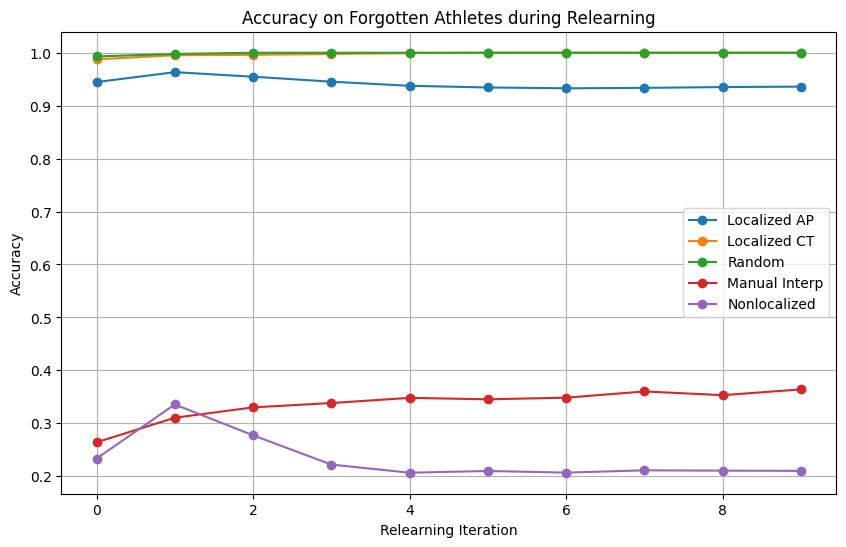 Accuracy on Forgotten Athletes during Relearning
1.0
0.9
0.8
0.7
0.6
0.5
0.4
0.3
0.2
Accuracy
Localized AP
Localized CT
Random
Manual Interp
Nonlocalized
0 2 4 6 8
Relearning Iteration